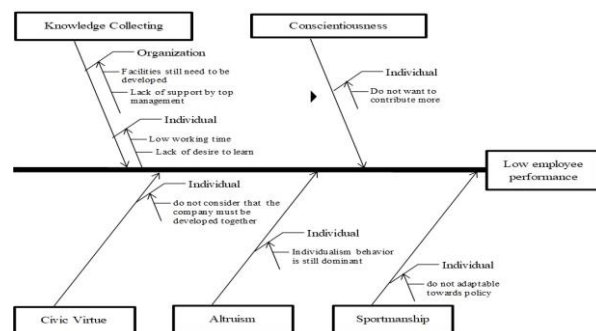 Knowledge Collecting
Conscientiousness
Organization
Facilities still need to be
developed
Lack of support by top
management
Individual
Low working time
Lack of desire to learn
Individual
Do not want to
contribute more
Low employee
performance
Individual
do not consider that the
company must be
developed together
Individual
Individualism behavior
is still dominant
Individual
do not adaptable
towards policy
Civic Virtue
Altruism
Sportmanship